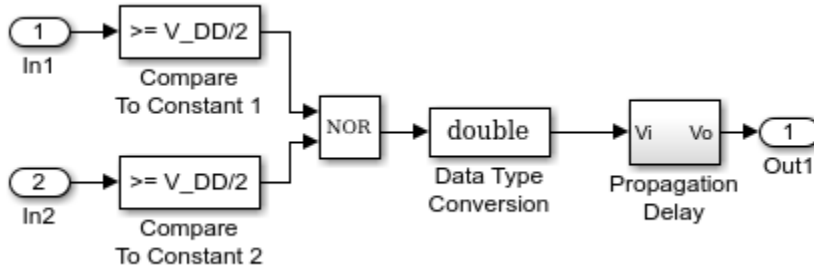 1
In1
>= V_DD/2
Compare
To Constant 1
2
In2
>= V_DD/2
Compare
To Constant 2
NOR
double
Data Type
Conversion
Vi Vo
Propagation
Delay
1
Out1